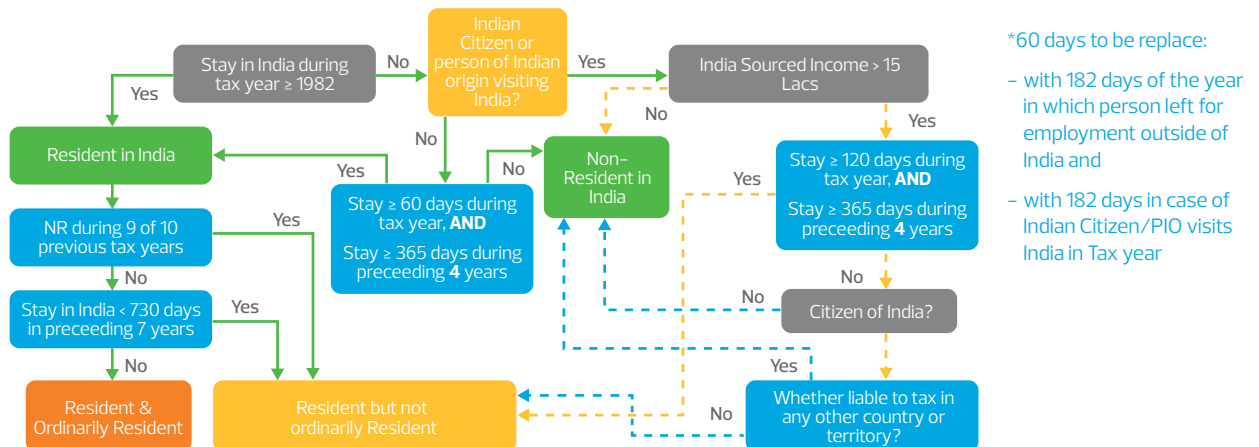 Stay in India during
tax year ≥ 1982
No
Indian
Citizen or
person of Indian
origin visiting
India?
Yes
India Sourced Income > 15
Lacs
*60 days to be replace:
- with 182 days of the year
in which person left for
employment outside of
India and
- with 182 days in case of
Indian Citizen/PIO visits
India in Tax year
Yes
No
No
Yes
Resident in India
Yes
Stay ≥ 60 days during
tax year, AND
Stay ≥ 365 days during
preceeding 4 years
No
Non-
Resident in
India
Yes
Stay ≥ 120 days during
tax year, AND
Stay ≥ 365 days during
preceeding 4 years
NR during 9 of 10
previous tax years
Yes
No
No
Stay in India < 730 days
in preceeding 7 years
Yes
No
Citizen of India?
No
Yes
Resident &
Ordinarily Resident
Resident but not
ordinarily Resident
No
Whether liable to tax in
any other country or
territory?